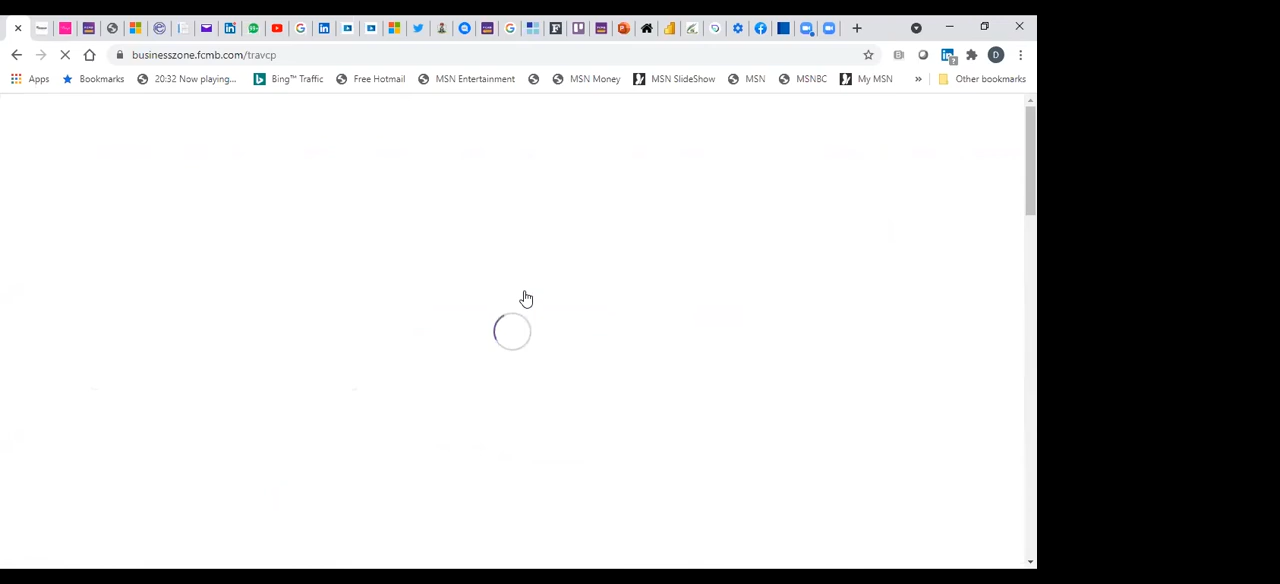 businesszone.fcmb.com/travcp
Apps Bookmarks 20:32 Now playing... Bing™ Traffic Free Hotmail MSN Entertainment MSN Money MSN SlideShow MSN MSNBC My MSN » Other bookmarks
D